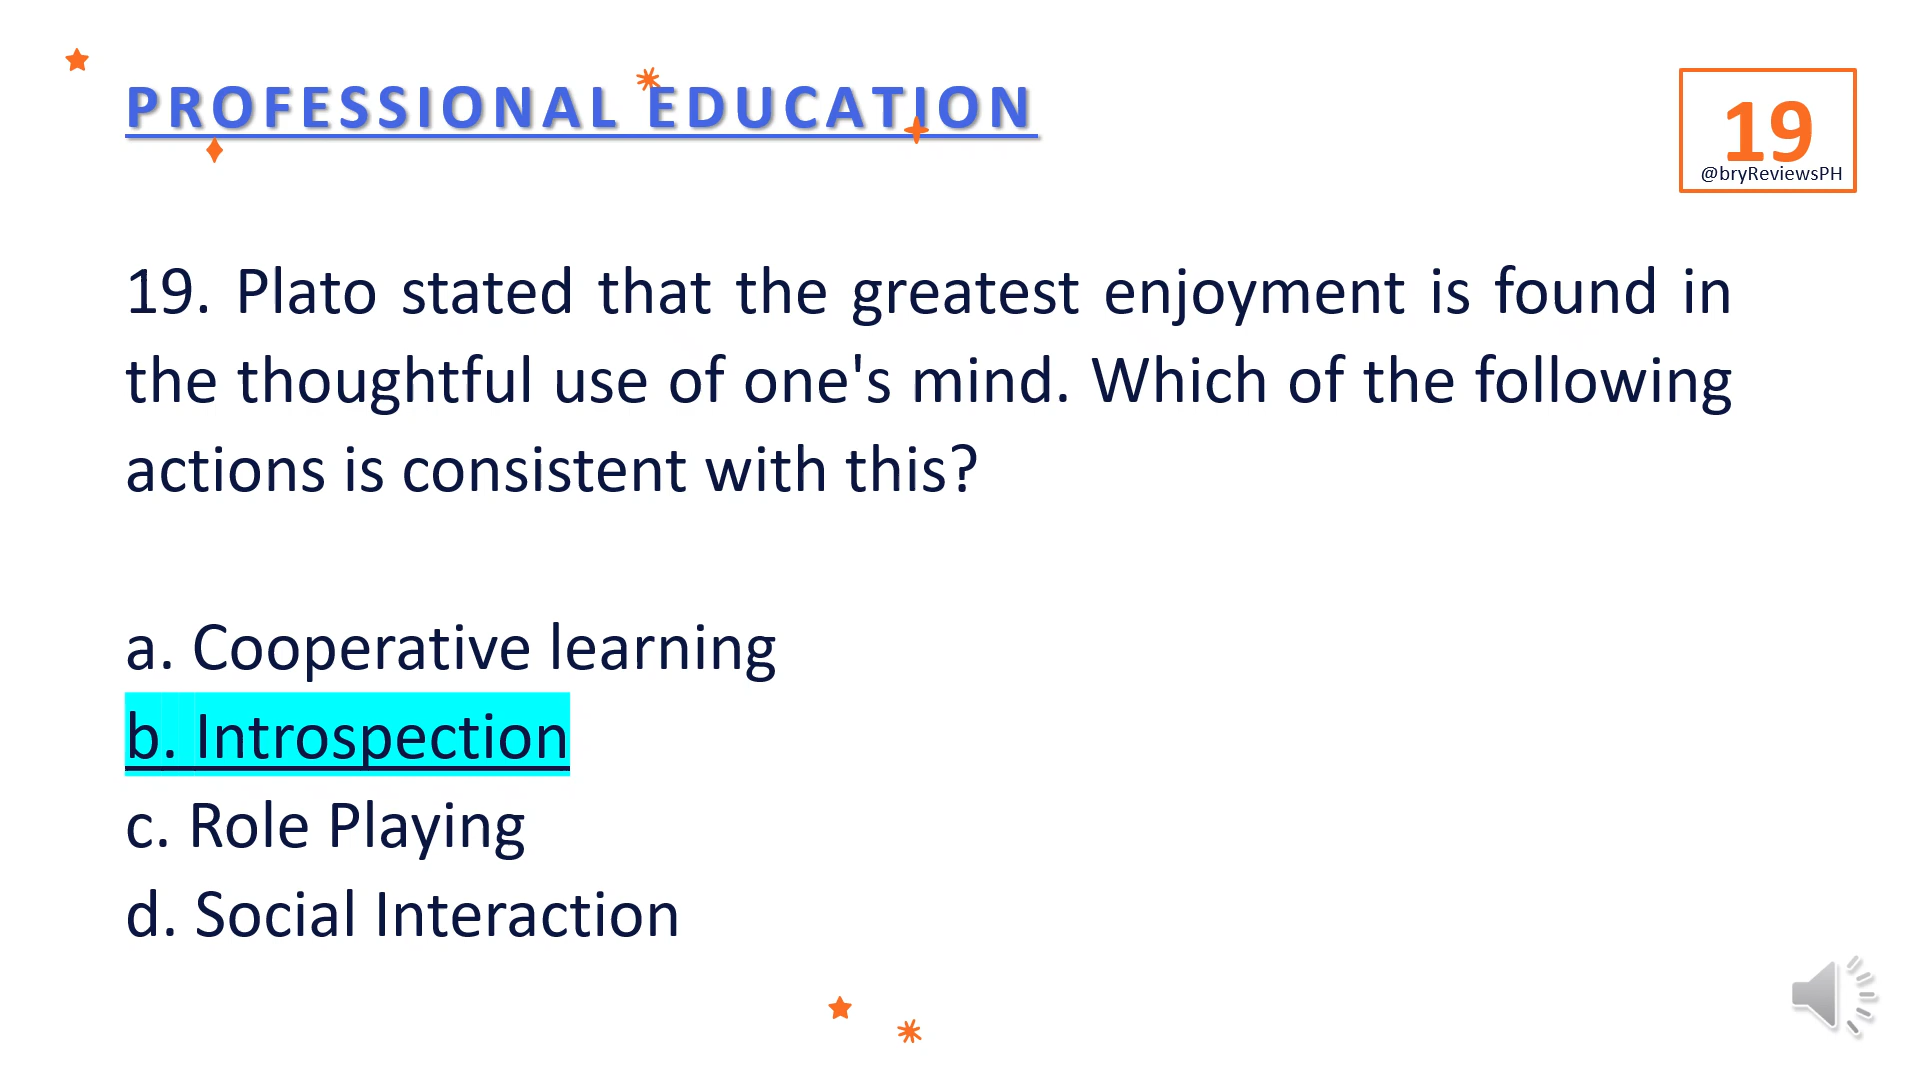 PROFESSIONAL EDUCATION
19
@bryReviewsPH
19. Plato stated that the greatest enjoyment is found in
the thoughtful use of one's mind. Which of the following
actions is consistent with this?
a. Cooperative learning
b. Introspection
c. Role Playing
d. Social Interaction